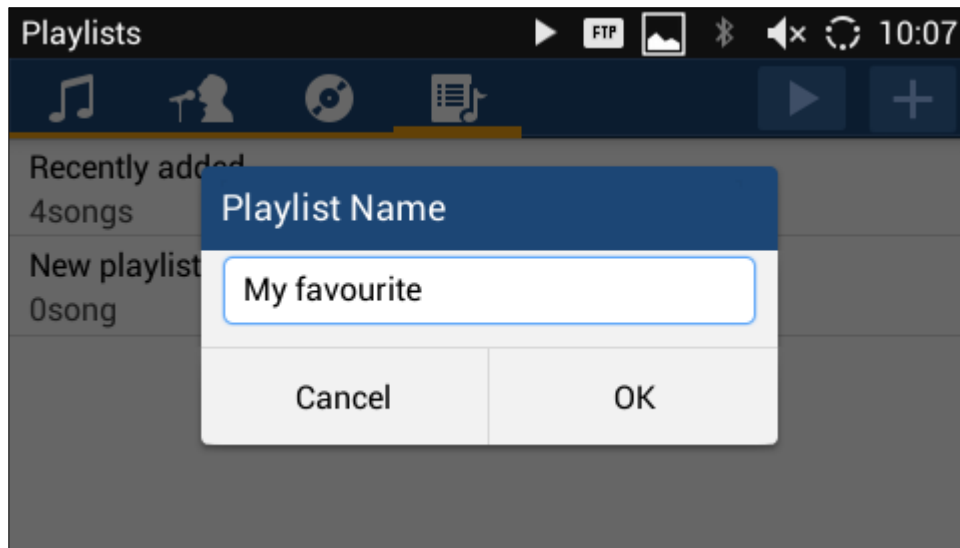 Playlists
FTP
10:07
Recently added
4songs
Playlist Name
New playlist
My favourite
0song
Cancel
OK